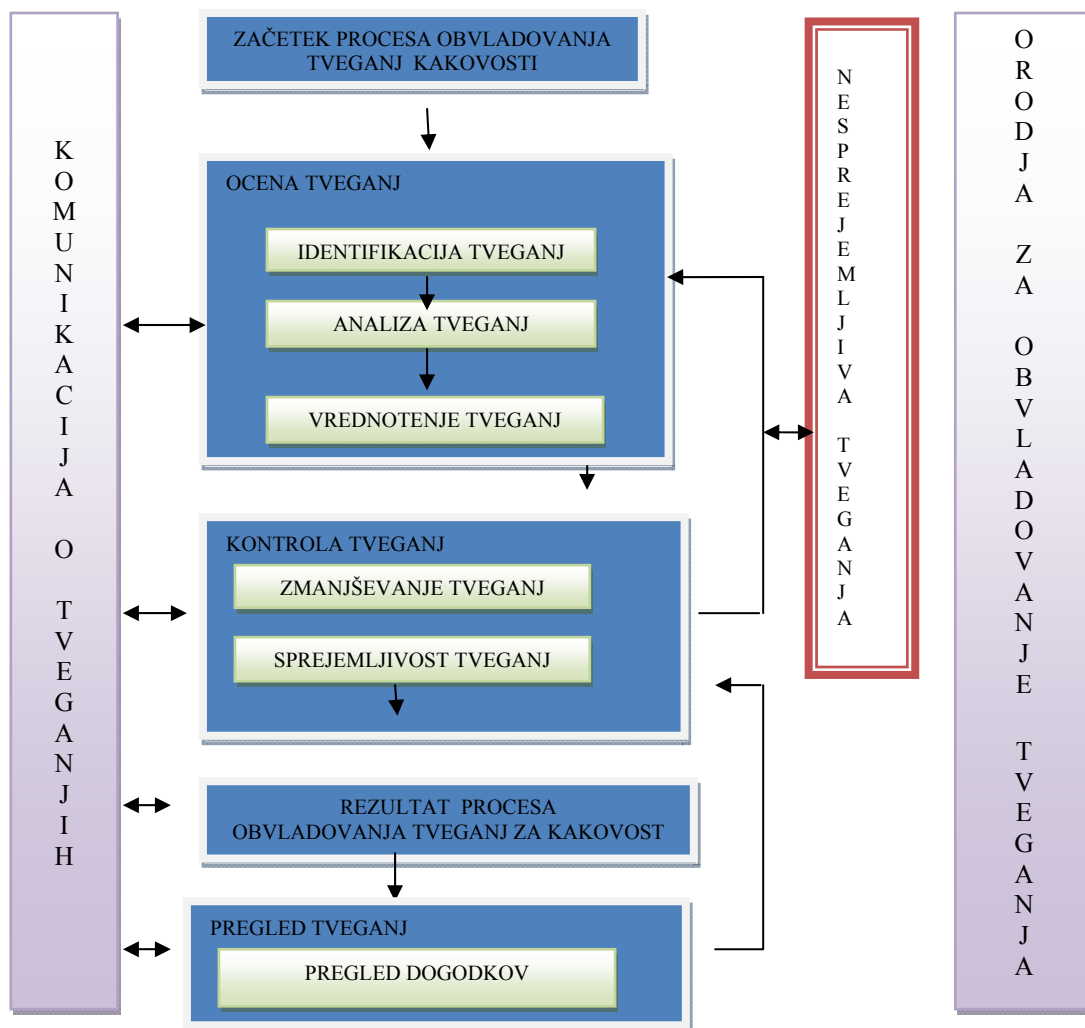 KOMUNIKACIJA O TVEGANJIH
ZAČETEK PROCESA OBVLADOVANJA
TVEGANJ KAKOVOSTI
OCENA TVEGANJ
IDENTIFIKACIJA TVEGANJ
ANALIZA TVEGANJ
VREDNOTENJE TVEGANJ
KONTROLA TVEGANJ
ZMANJŠEVANJE TVEGANJ
SPREJEMLJIVOST TVEGANJ
REZULTAT PROCESA
OBVLADOVANJA TVEGANJ ZA KAKOVOST
PREGLED TVEGANJ
PREGLED DOGODKOV
NESPREJEMLJIVA TVEGANJA
ORODJA ZA OBVLADOVANJE TVEGANJA